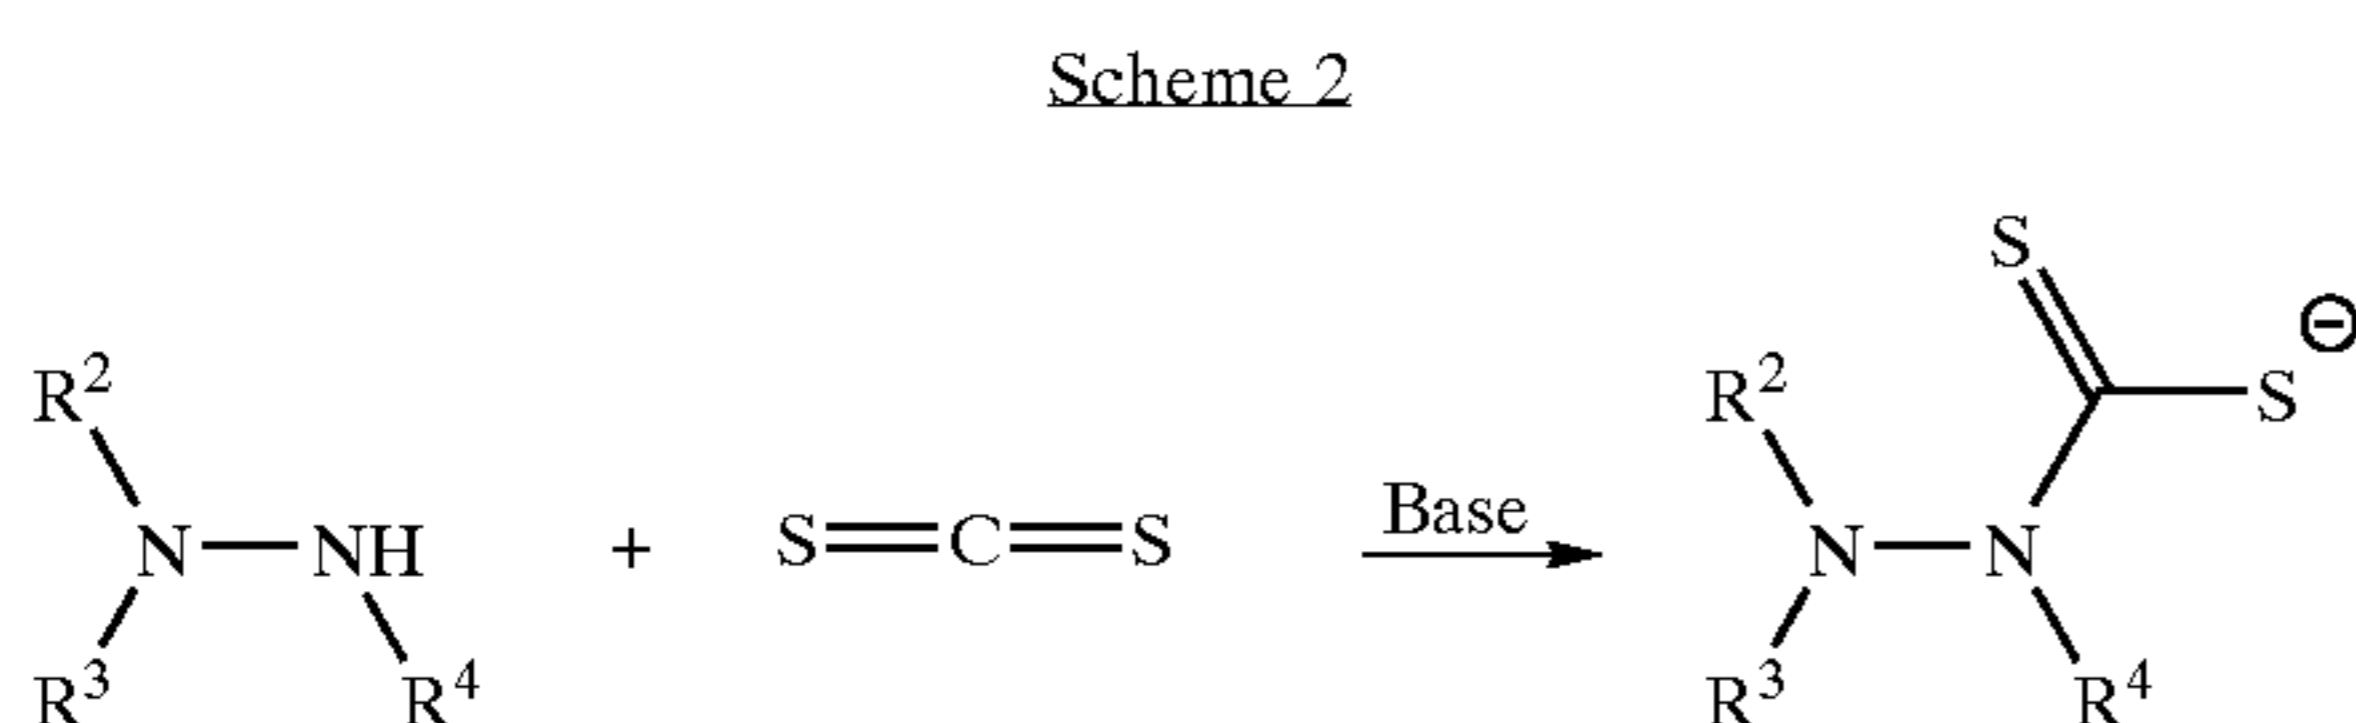 Scheme 2
S
⊖
R² R² S
Base
N—NH + S=C=S N—N
R³ R⁴ R³ R⁴